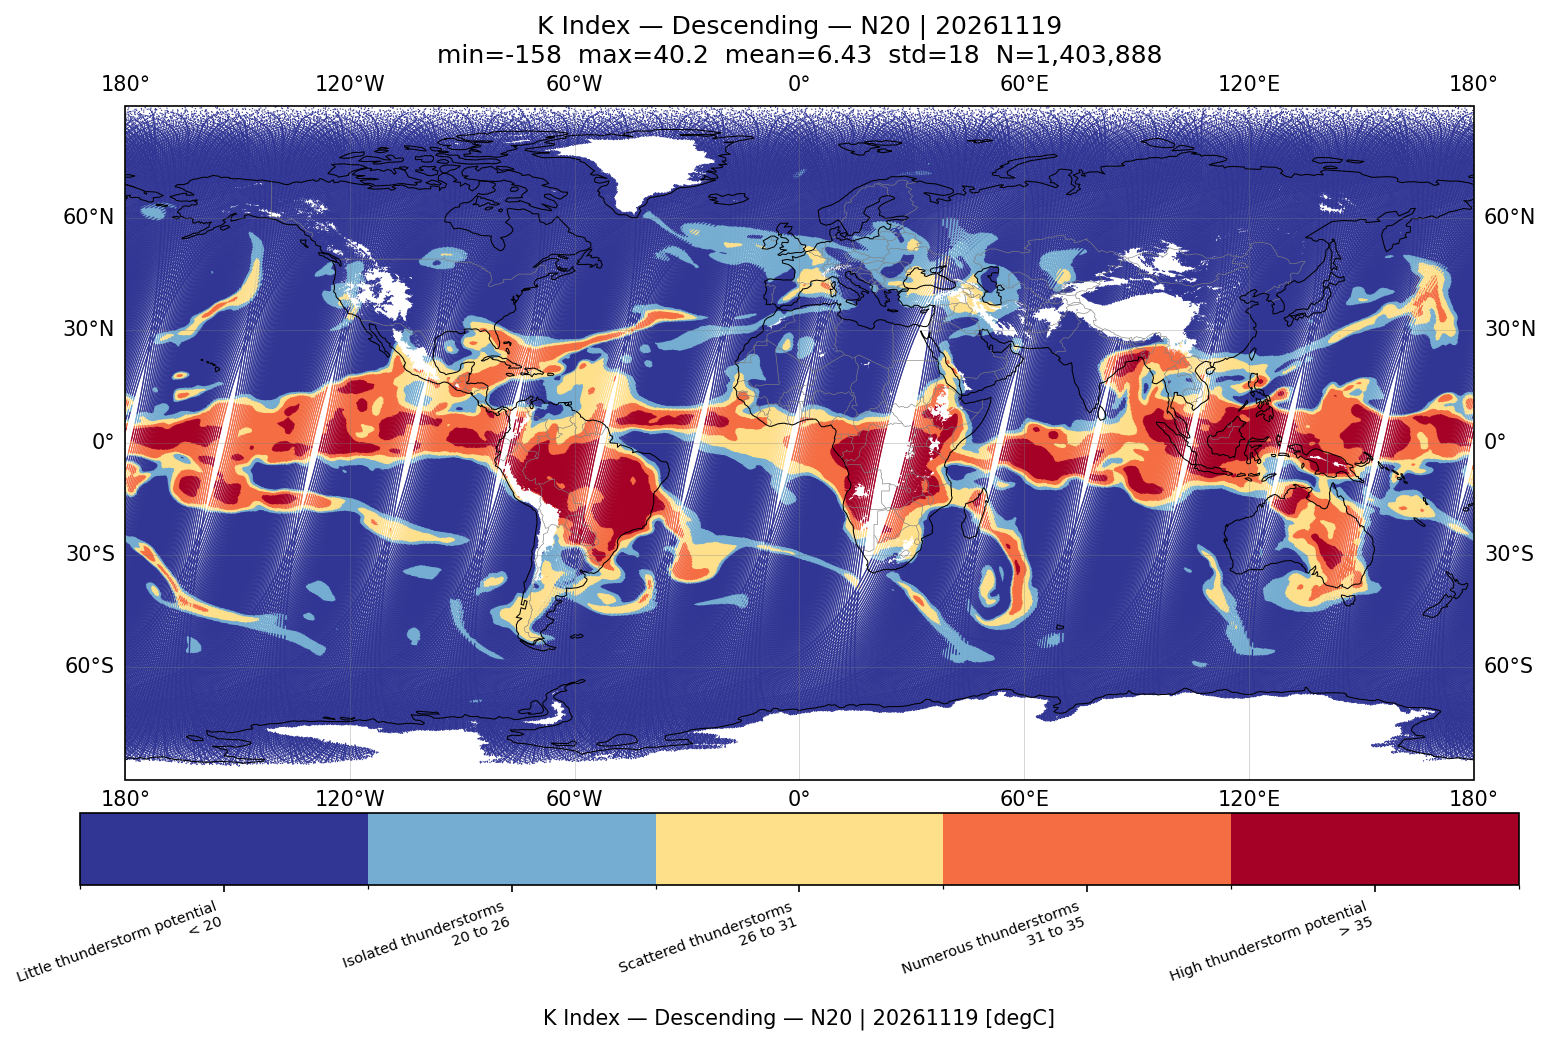 K Index — Descending — N20 | 20261119
min=-158  max=40.2  mean=6.43  std=18  N=1,403,888
180° 120°W 60°W 0° 60°E 120°E 180°
60°N 60°N
30°N 30°N
0° 0°
30°S 30°S
60°S 60°S
180° 120°W 60°W 0° 60°E 120°E 180°
Little thunderstorm potential
< 20
Isolated thunderstorms
20 to 26
Scattered thunderstorms
26 to 31
Numerous thunderstorms
31 to 35
High thunderstorm potential
> 35
K Index — Descending — N20 | 20261119 [degC]